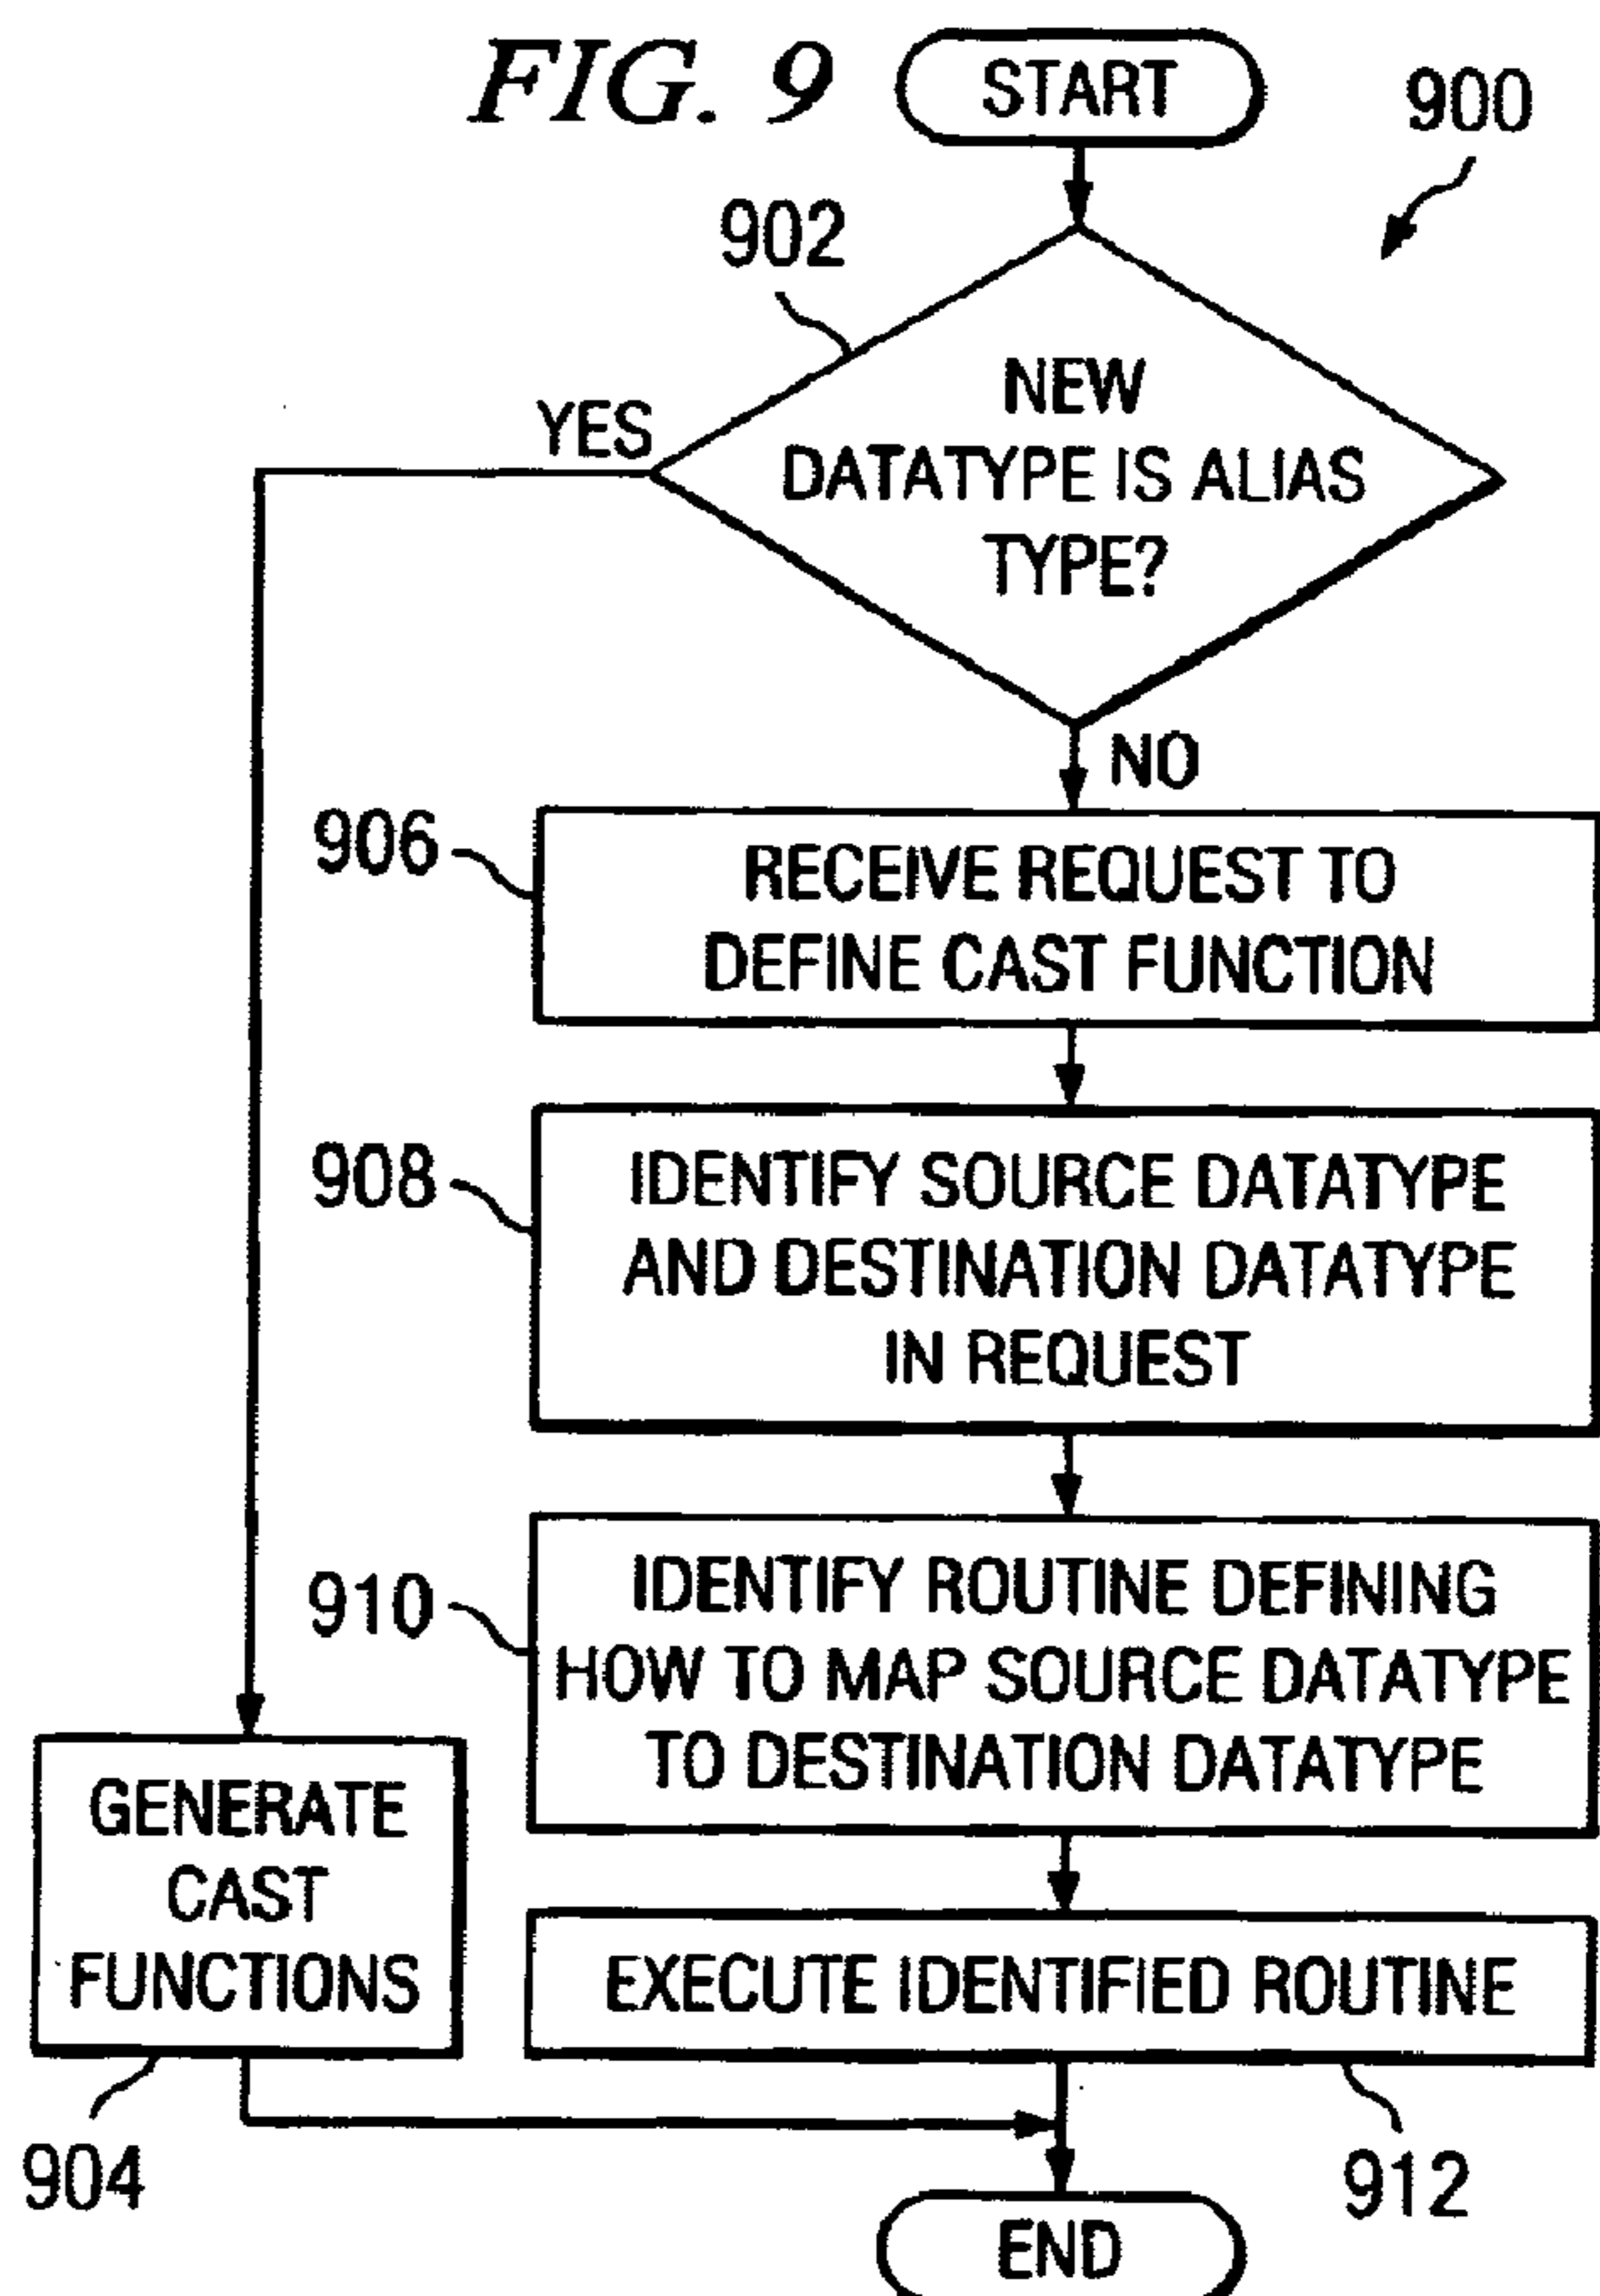 FIG. 9
START
900
902
NEW
DATATYPE IS ALIAS
TYPE?
YES
NO
906
RECEIVE REQUEST TO
DEFINE CAST FUNCTION
908
IDENTIFY SOURCE DATATYPE
AND DESTINATION DATATYPE
IN REQUEST
910
IDENTIFY ROUTINE DEFINING
HOW TO MAP SOURCE DATATYPE
TO DESTINATION DATATYPE
GENERATE
CAST
FUNCTIONS
EXECUTE IDENTIFIED ROUTINE
904
912
END